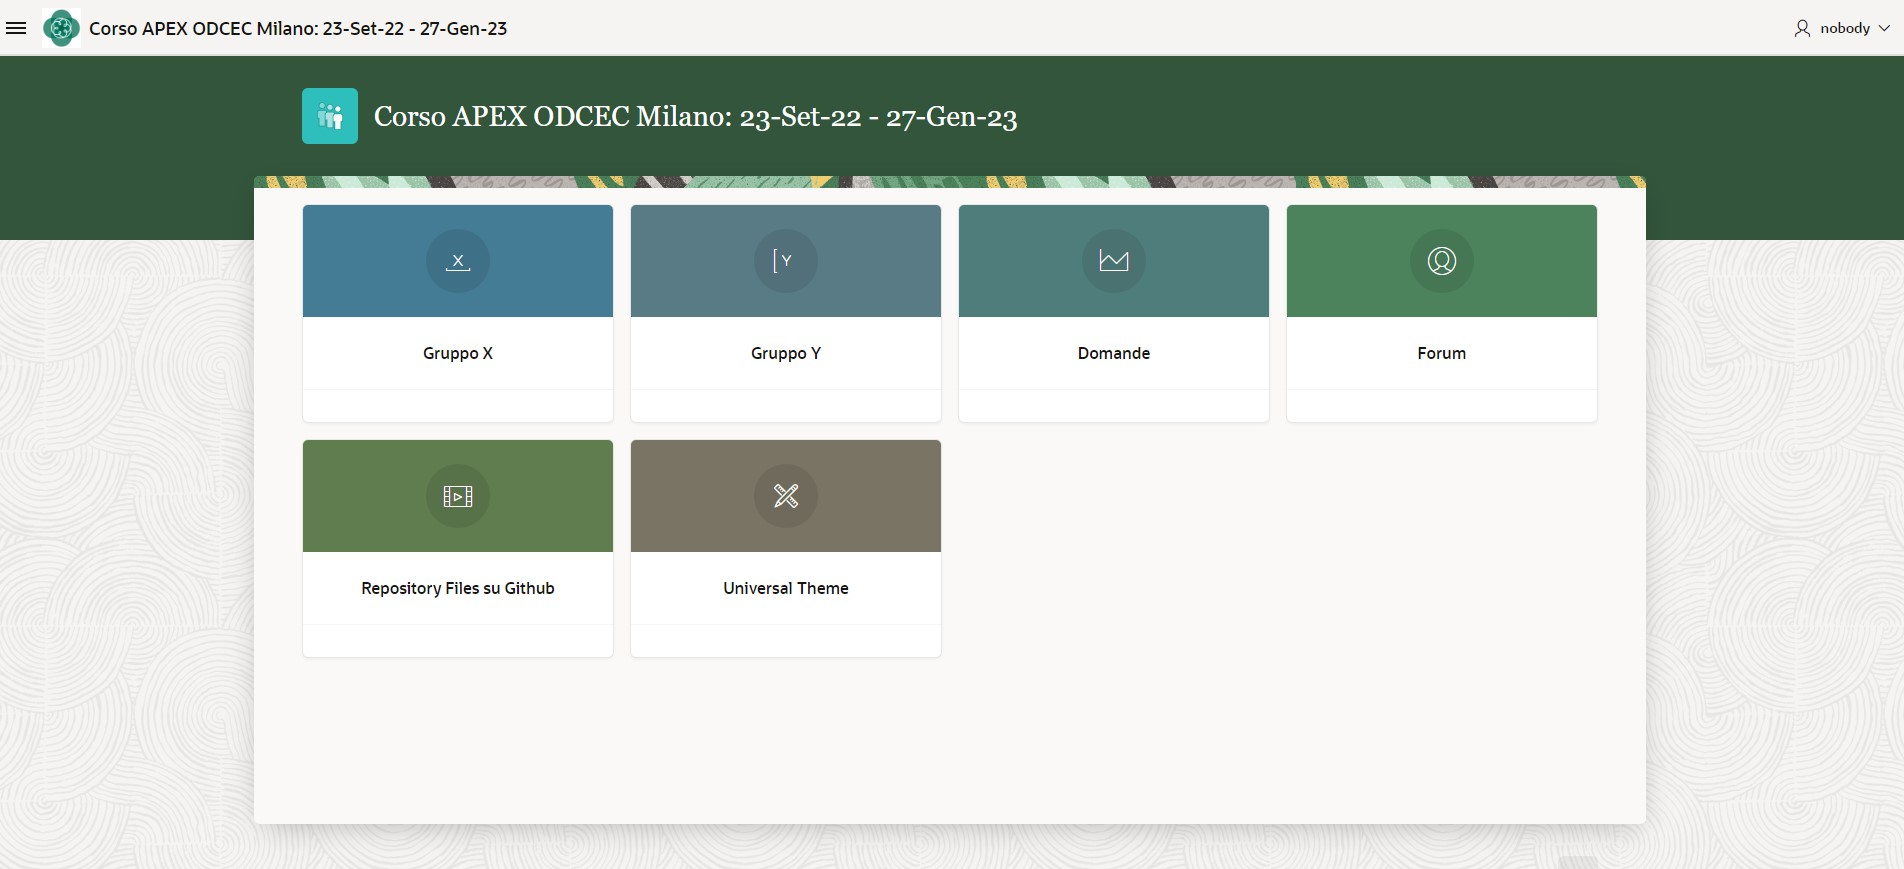 Corso APEX ODCEC Milano: 23-Set-22 - 27-Gen-23
nobody
Corso APEX ODCEC Milano: 23-Set-22 - 27-Gen-23
X
Y
Gruppo X
Gruppo Y
Domande
Forum
Repository Files su Github
Universal Theme